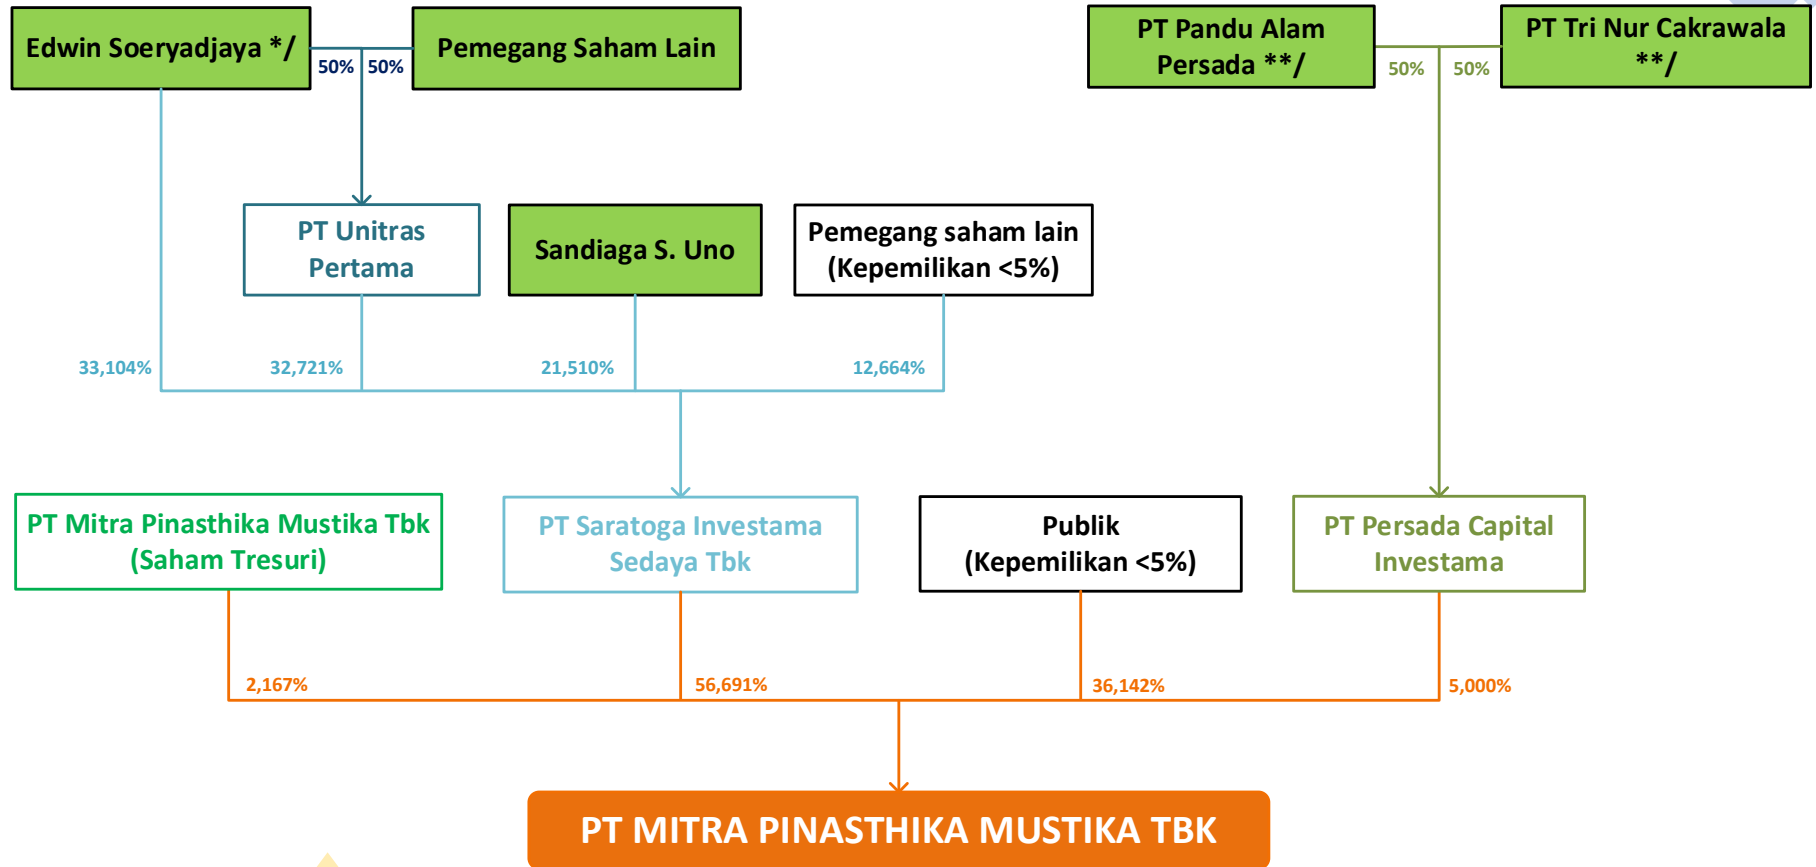 Edwin Soeryadjaya */
50%
50%
Pemegang Saham Lain
PT Pandu Alam
Persada **/
50%
50%
PT Tri Nur Cakrawala
**/
PT Unitras
Pertama
Sandiaga S. Uno
Pemegang saham lain
(Kepemilikan <5%)
33,104%
32,721%
21,510%
12,664%
PT Mitra Pinasthika Mustika Tbk
(Saham Tresuri)
PT Saratoga Investama
Sedaya Tbk
Publik
(Kepemilikan <5%)
PT Persada Capital
Investama
2,167%
56,691%
36,142%
5,000%
PT MITRA PINASTHIKA MUSTIKA TBK